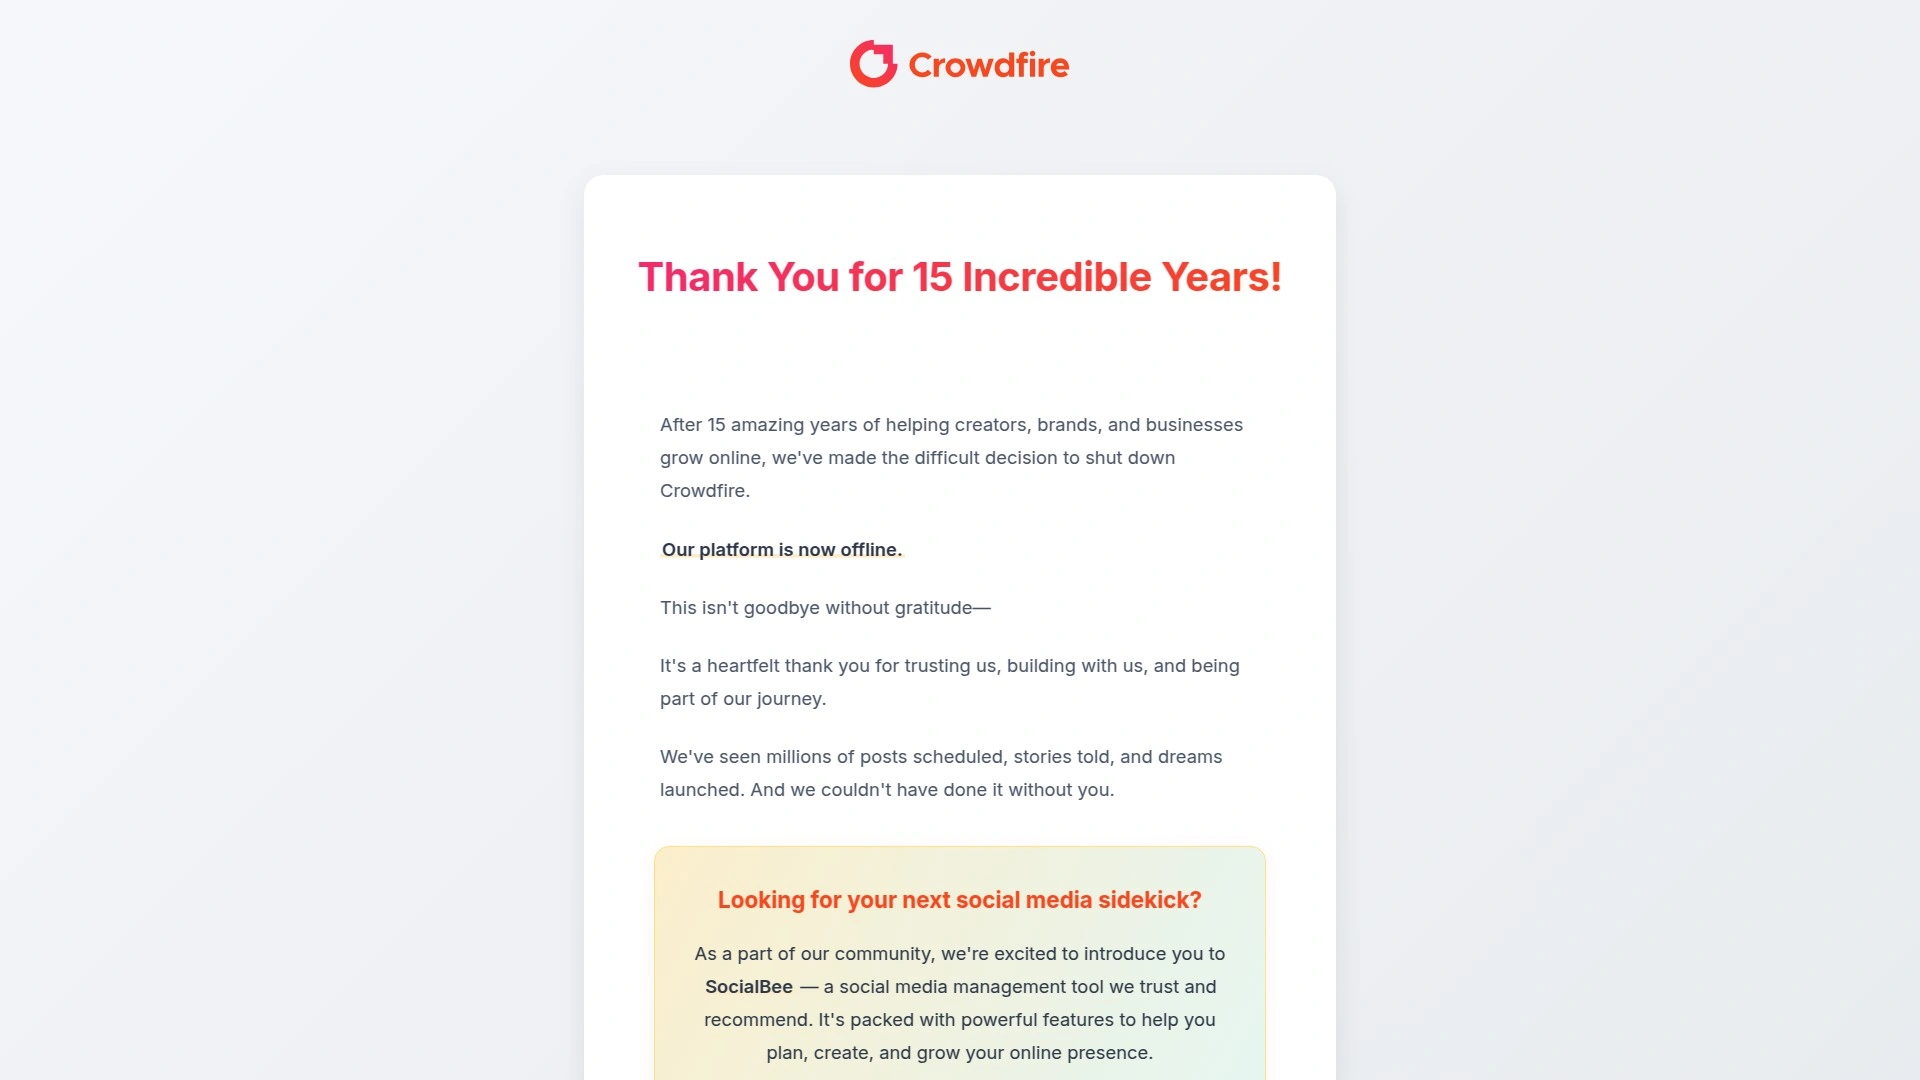 Crowdfire
Thank You for 15 Incredible Years!
After 15 amazing years of helping creators, brands, and businesses
grow online, we've made the difficult decision to shut down
Crowdfire.
Our platform is now offline.
This isn't goodbye without gratitude—
It's a heartfelt thank you for trusting us, building with us, and being
part of our journey.
We've seen millions of posts scheduled, stories told, and dreams
launched. And we couldn't have done it without you.
Looking for your next social media sidekick?
As a part of our community, we're excited to introduce you to
SocialBee — a social media management tool we trust and
recommend. It's packed with powerful features to help you
plan, create, and grow your online presence.